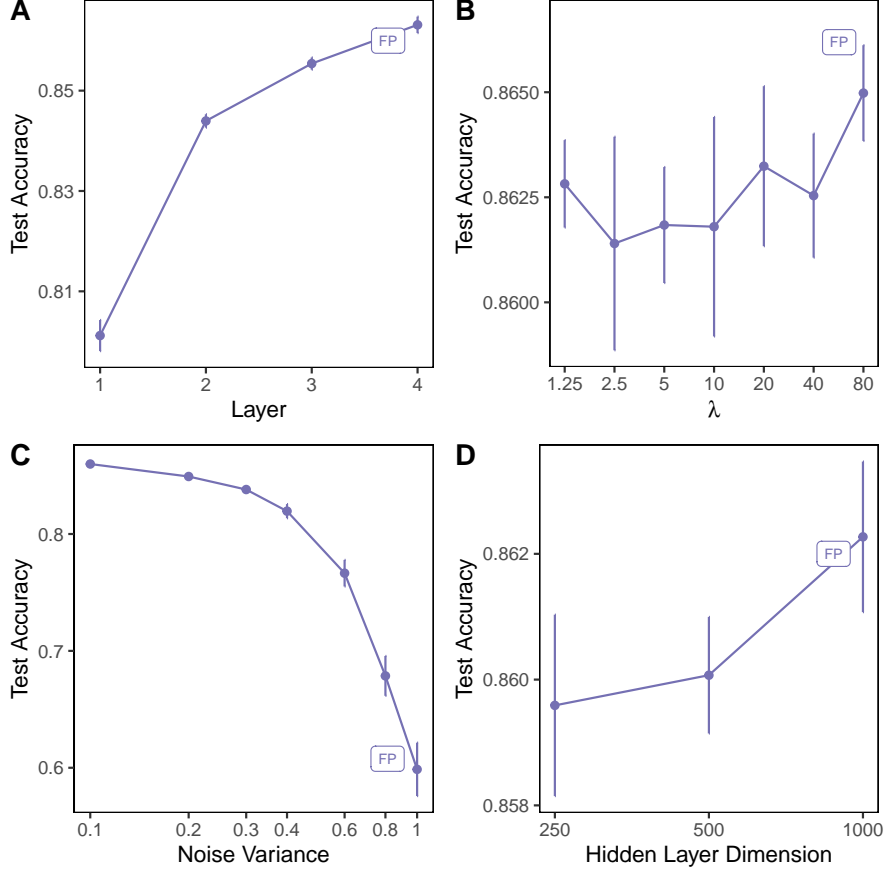 A
Test Accuracy
0.85
0.83
0.81
FP
1 2 3 4
Layer
B
Test Accuracy
0.8650
0.8625
0.8600
FP
1.25 2.5 5 10 20 40 80
λ
C
Test Accuracy
0.8
0.7
0.6
FP
0.1 0.2 0.3 0.4 0.6 0.8 1
Noise Variance
D
Test Accuracy
0.862
0.860
0.858
FP
250 500 1000
Hidden Layer Dimension